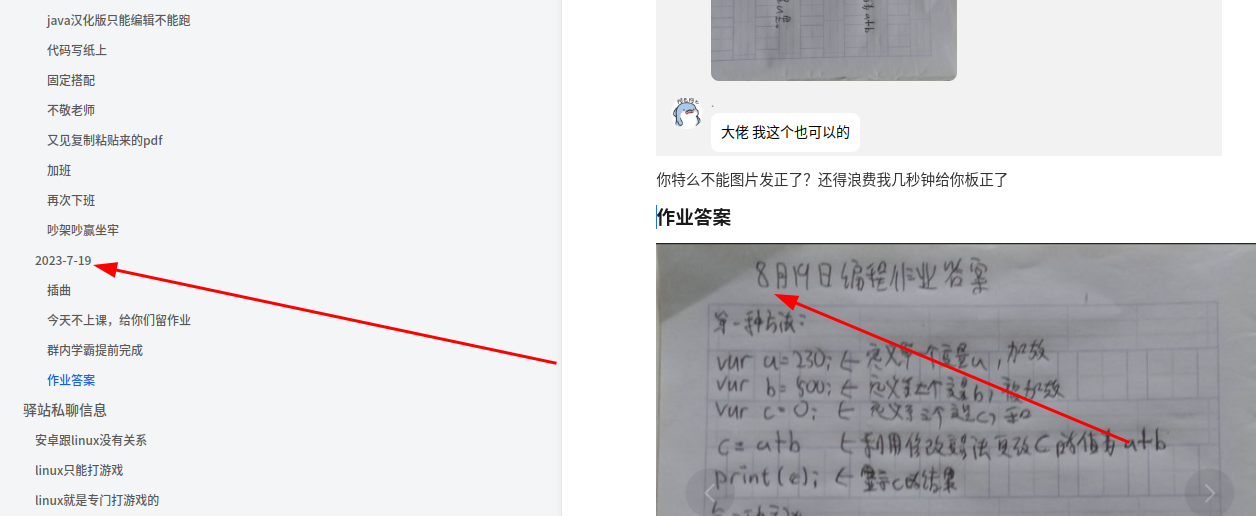 java汉化版只能编辑不能跑
代码写纸上
固定搭配
不敬老师
又见复制粘贴来的pdf
加班
再次下班
吵架吵赢坐牢
2023-7-19
插曲
今天不上课，给你们留作业
群内学霸提前完成
作业答案
驿站私聊信息
安卓跟linux没有关系
linux只能打游戏
linux就是专门打游戏的
大佬 我这个也可以的
你特么不能图片发正了？还得浪费我几秒钟给你板正了
作业答案
8月19日编程作业答案
第一种方法：
var a=230; ← 定义第一个变量a，加数
var b=500; ← 定义第二个变量b，被加数
var c=0; ← 定义第三个变量c，和
c=a+b ← 利用修改算法更改c的值为a+b
print(c); ← 显示c的结果